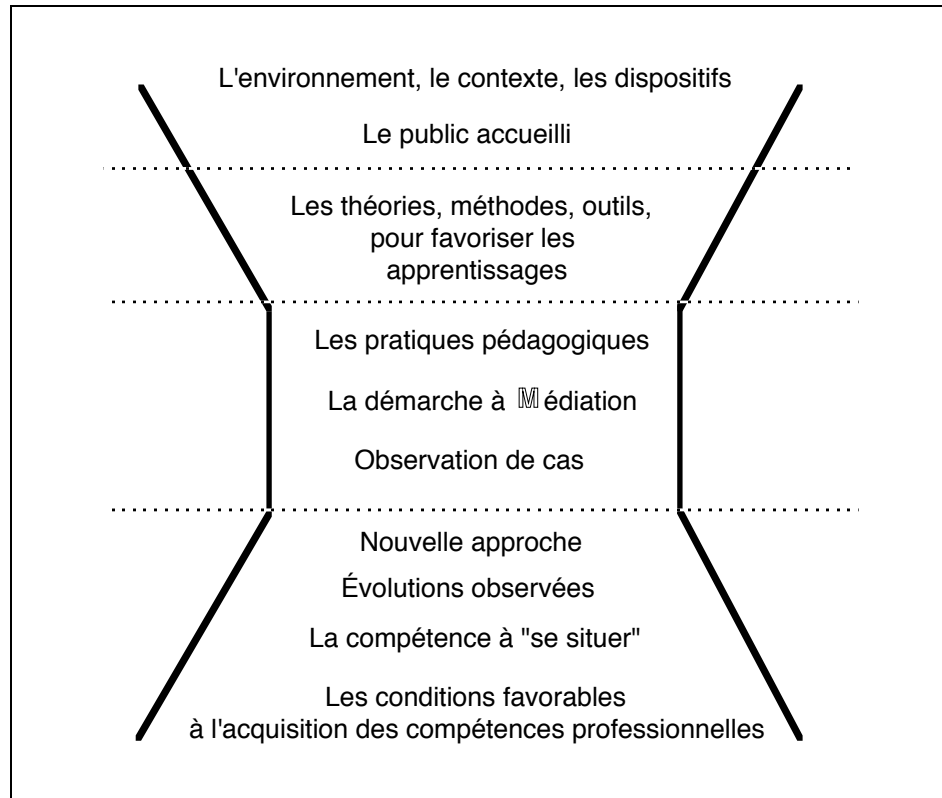 L'environnement, le contexte, les dispositifs
Le public accueilli
Les théories, méthodes, outils,
pour favoriser les
apprentissages
Les pratiques pédagogiques
La démarche à Médiation
Observation de cas
Nouvelle approche
Évolutions observées
La compétence à "se situer"
Les conditions favorables
à l'acquisition des compétences professionnelles